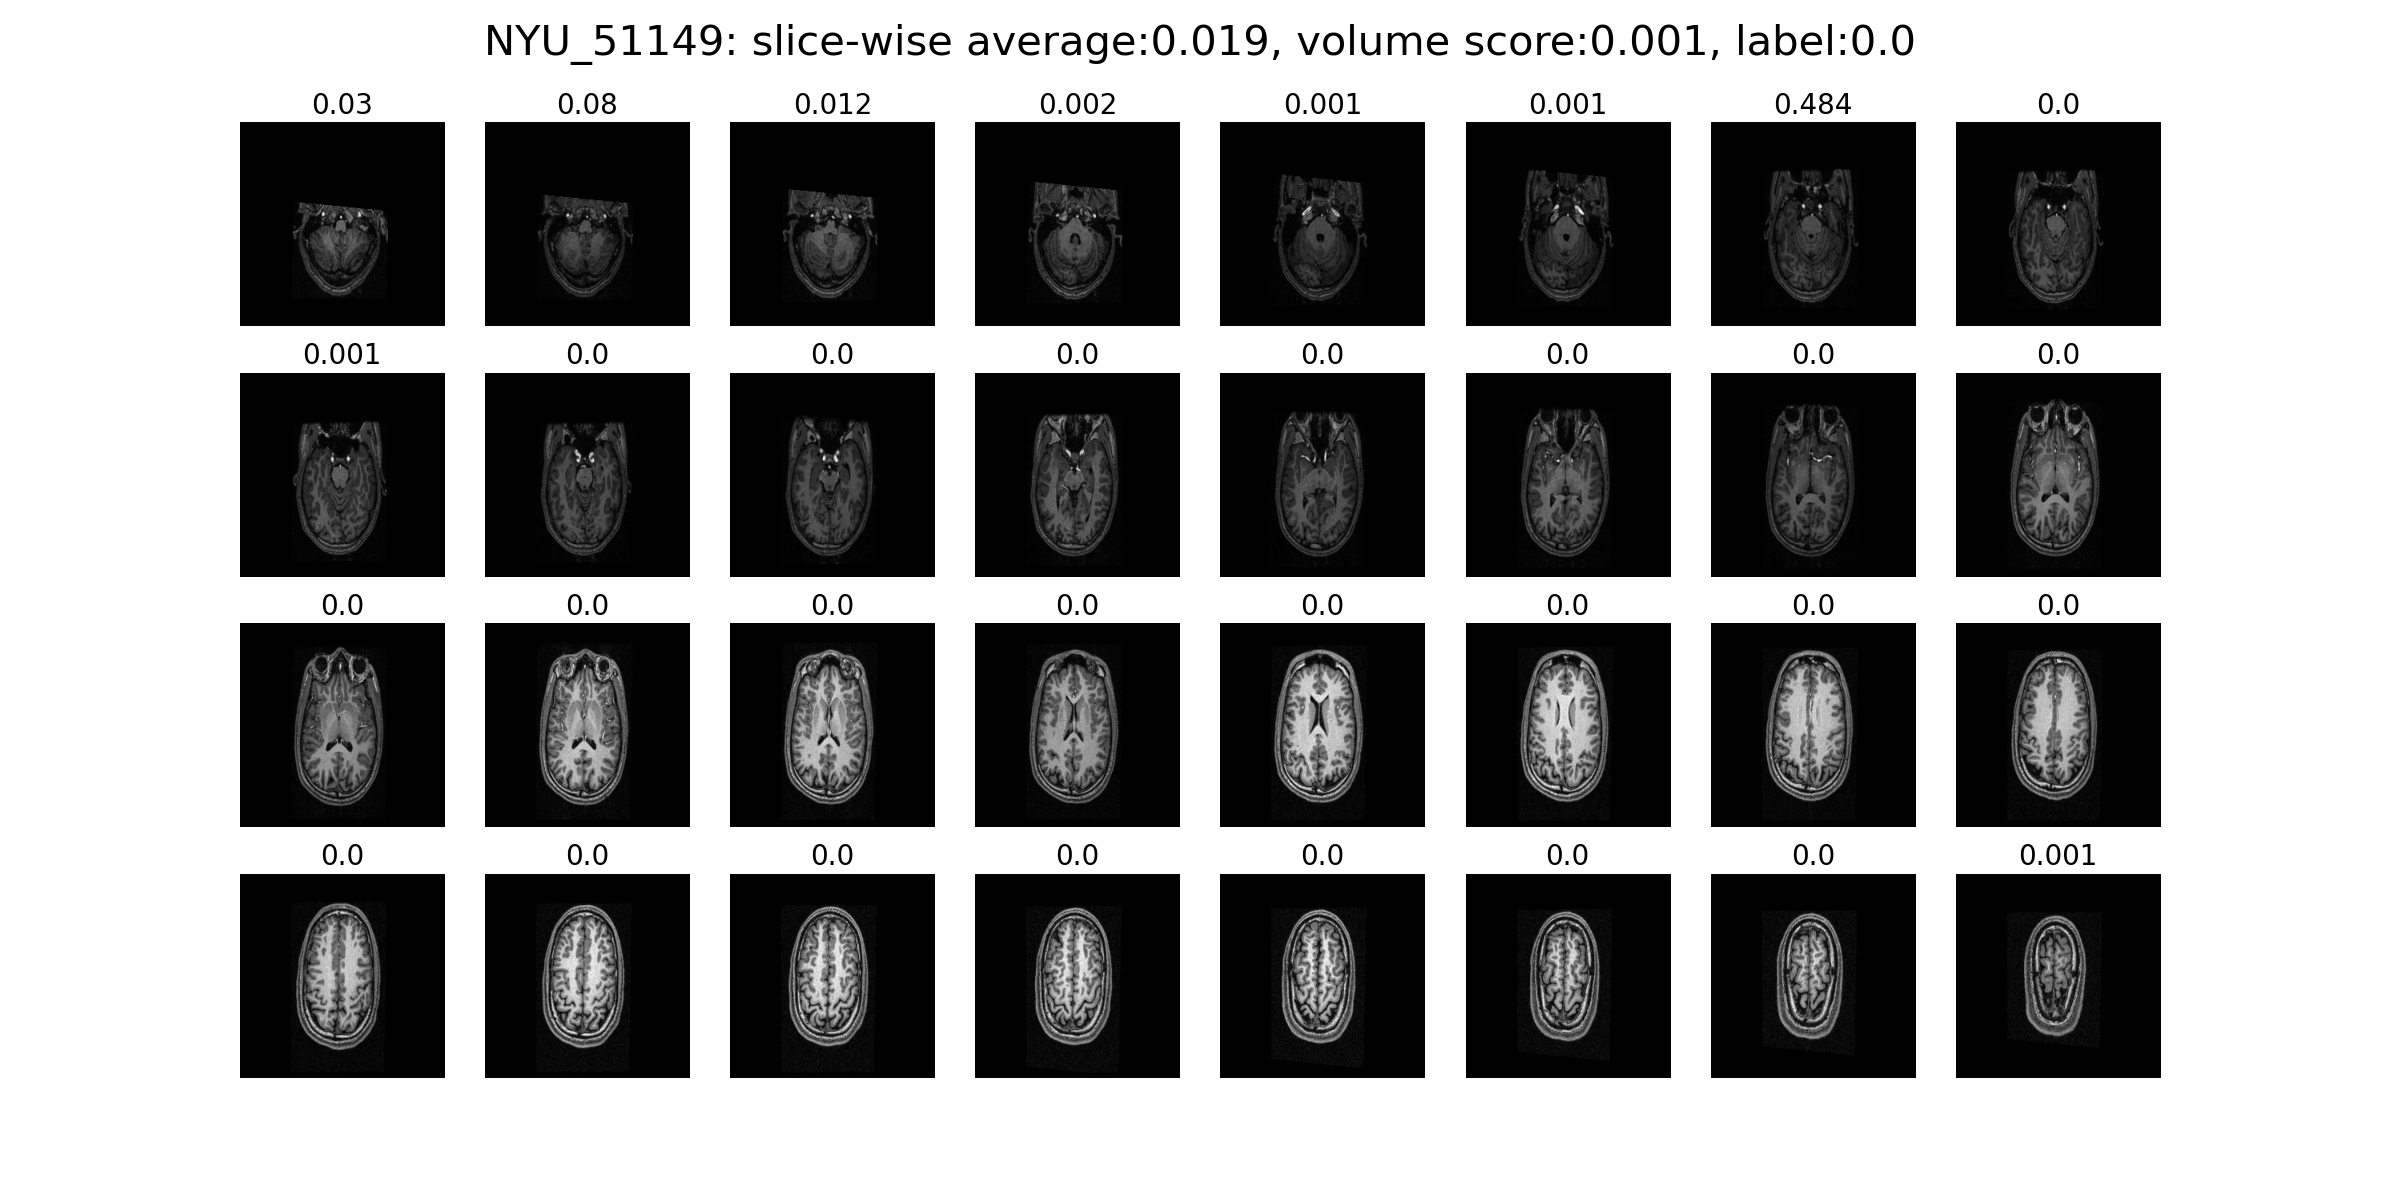 NYU_51149: slice-wise average:0.019, volume score:0.001, label:0.0
0.03 0.08 0.012 0.002 0.001 0.001 0.484 0.0
0.001 0.0 0.0 0.0 0.0 0.0 0.0 0.0
0.0 0.0 0.0 0.0 0.0 0.0 0.0 0.0
0.0 0.0 0.0 0.0 0.0 0.0 0.0 0.001